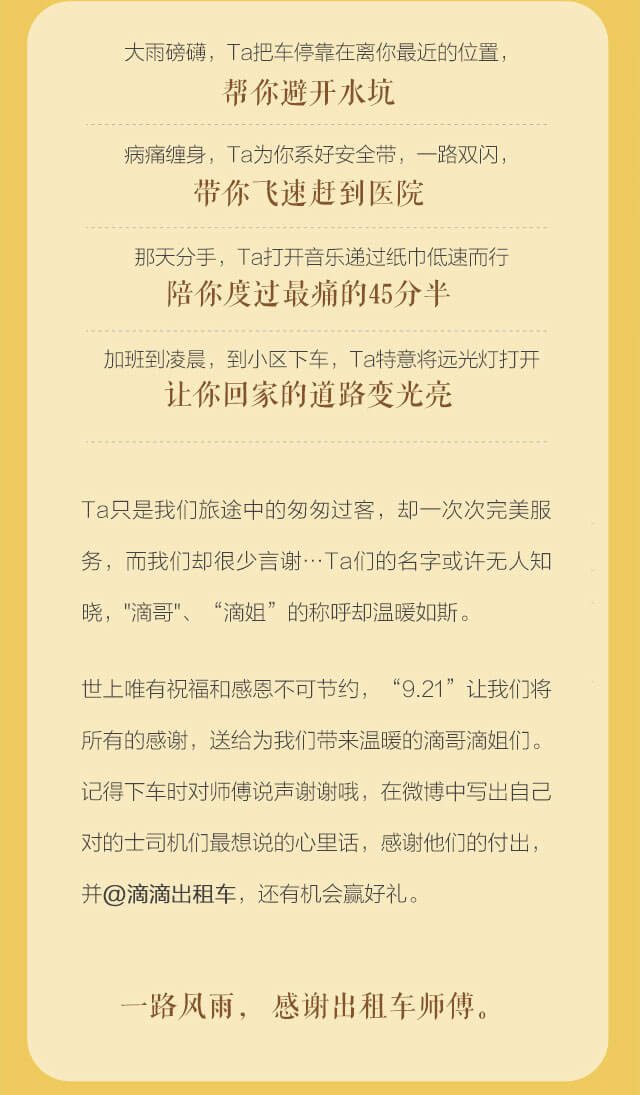 大雨磅礴，Ta把车停靠在离你最近的位置，
帮你避开水坑
病痛缠身，Ta为你系好安全带，一路双闪，
带你飞速赶到医院
那天分手，Ta打开音乐递过纸巾低速而行
陪你度过最痛的45分半
加班到凌晨，到小区下车，Ta特意将远光灯打开
让你回家的道路变光亮
Ta只是我们旅途中的匆匆过客，却一次次完美服
务，而我们却很少言谢…Ta们的名字或许无人知
晓，"滴哥"、“滴姐”的称呼却温暖如斯。
世上唯有祝福和感恩不可节约，“9.21”让我们将
所有的感谢，送给为我们带来温暖的滴哥滴姐们。
记得下车时对师傅说声谢谢哦，在微博中写出自己
对的士司机们最想说的心里话，感谢他们的付出，
并@滴滴出租车，还有机会赢好礼。
一路风雨，感谢出租车师傅。